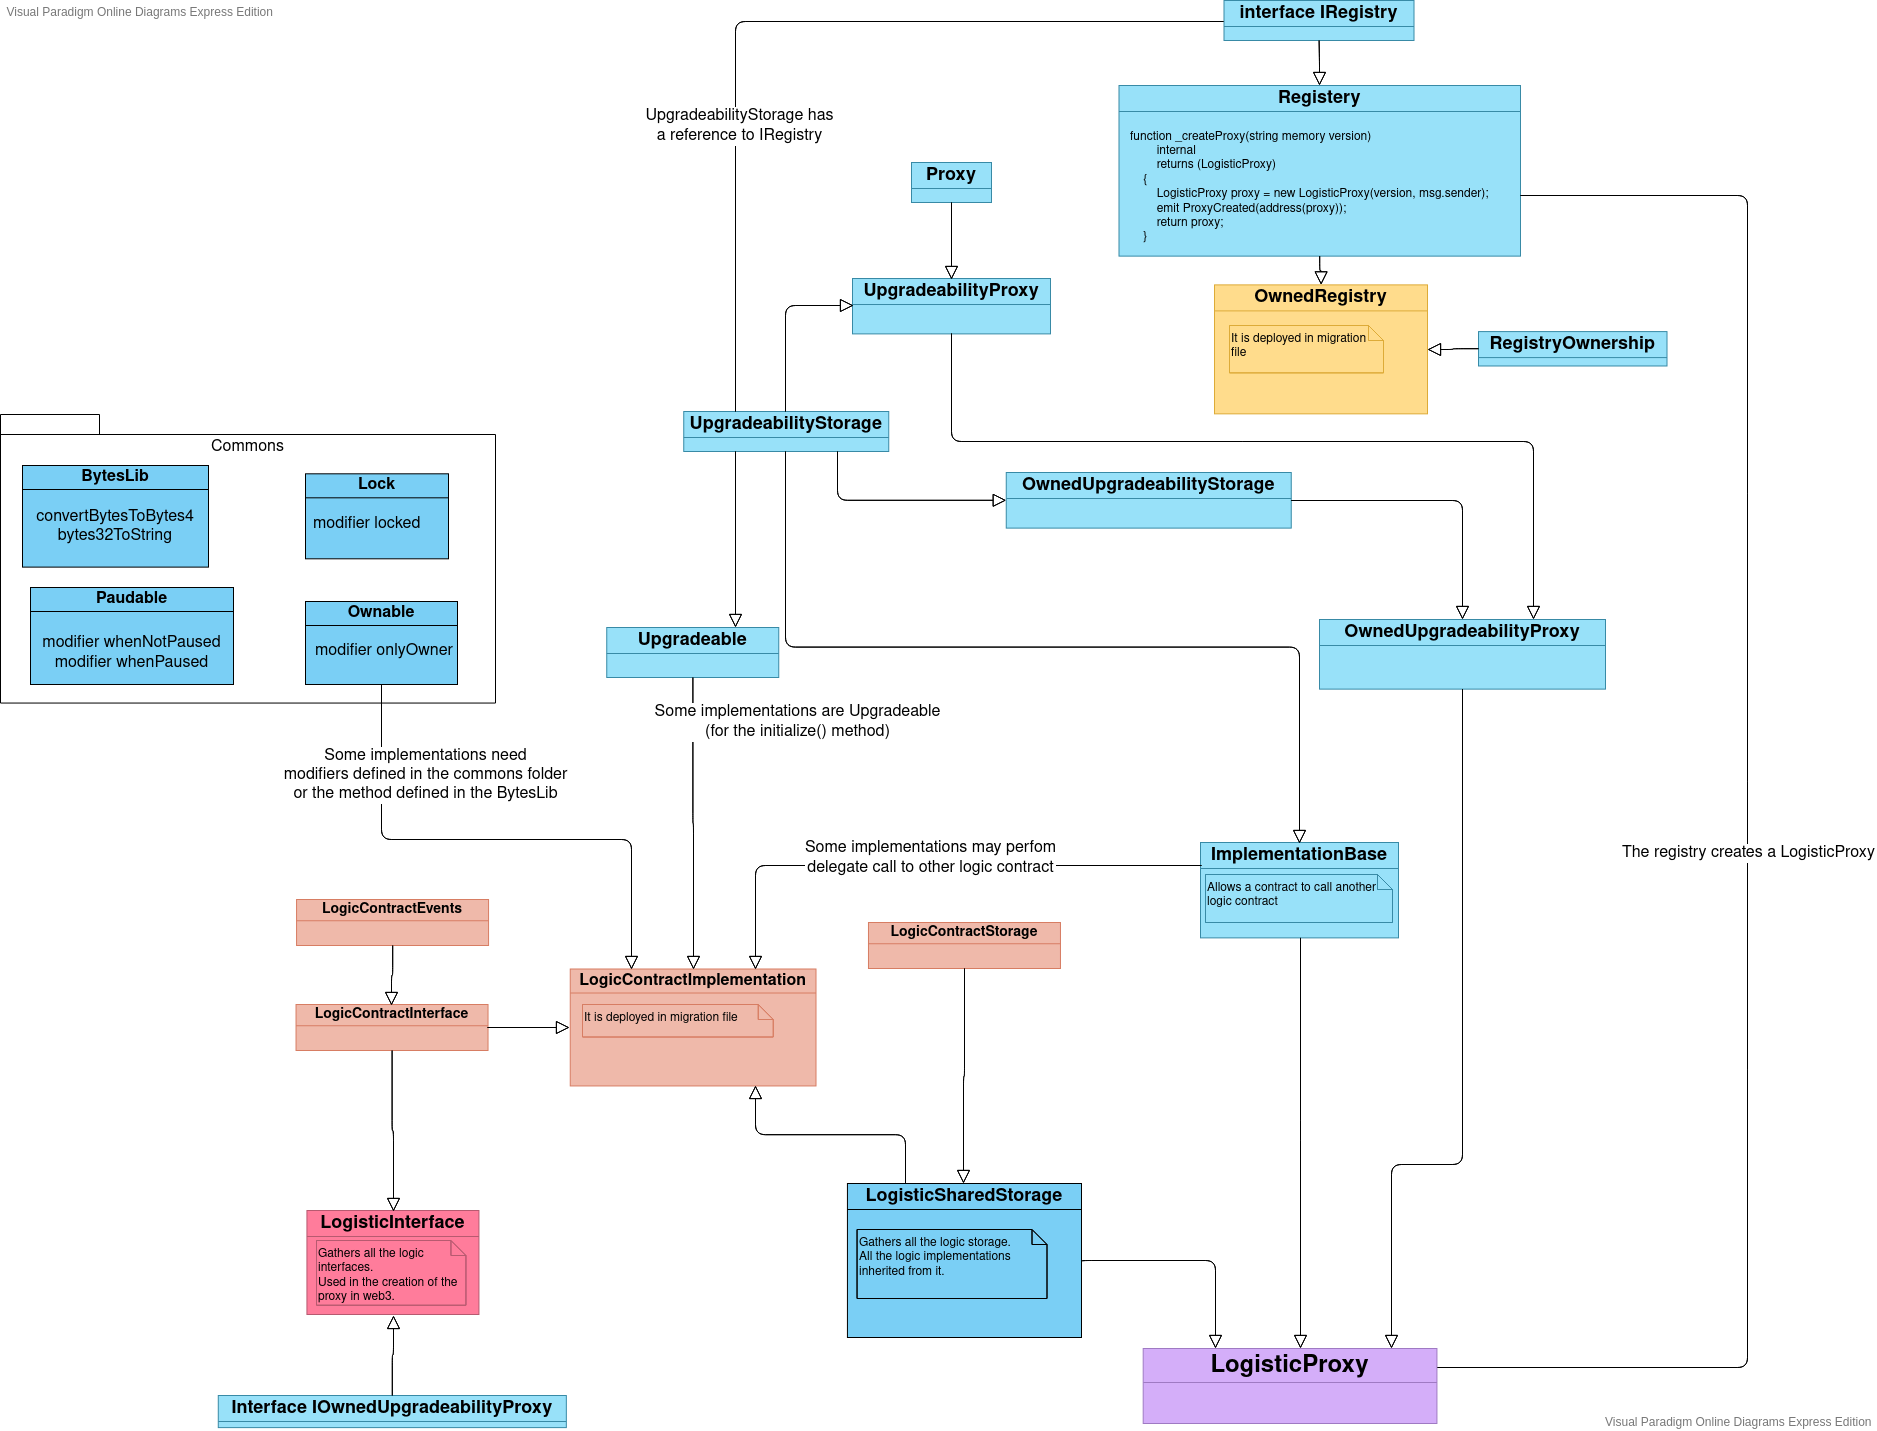 Visual Paradigm Online Diagrams Express Edition
interface IRegistry
UpgradeabilityStorage has
a reference to IRegistry
Registery
function _createProxy(string memory version)
internal
returns (LogisticProxy)
{
LogisticProxy proxy = new LogisticProxy(version, msg.sender);
emit ProxyCreated(address(proxy));
return proxy;
}
Proxy
UpgradeabilityProxy
OwnedRegistry
It is deployed in migration
file
RegistryOwnership
UpgradeabilityStorage
Commons
BytesLib
convertBytesToBytes4
bytes32ToString
Lock
modifier locked
Paudable
modifier whenNotPaused
modifier whenPaused
Ownable
modifier onlyOwner
OwnedUpgradeabilityStorage
Upgradeable
OwnedUpgradeabilityProxy
Some implementations are Upgradeable
(for the initialize() method)
Some implementations need
modifiers defined in the commons folder
or the method defined in the BytesLib
Some implementations may perfom
delegate call to other logic contract
ImplementationBase
Allows a contract to call another
logic contract
The registry creates a LogisticProxy
LogicContractEvents
LogicContractStorage
LogicContractImplementation
It is deployed in migration file
LogicContractInterface
LogisticSharedStorage
Gathers all the logic storage.
All the logic implementations
inherited from it.
LogisticInterface
Gathers all the logic
interfaces.
Used in the creation of the
proxy in web3.
LogisticProxy
Interface IOwnedUpgradeabilityProxy
Visual Paradigm Online Diagrams Express Edition